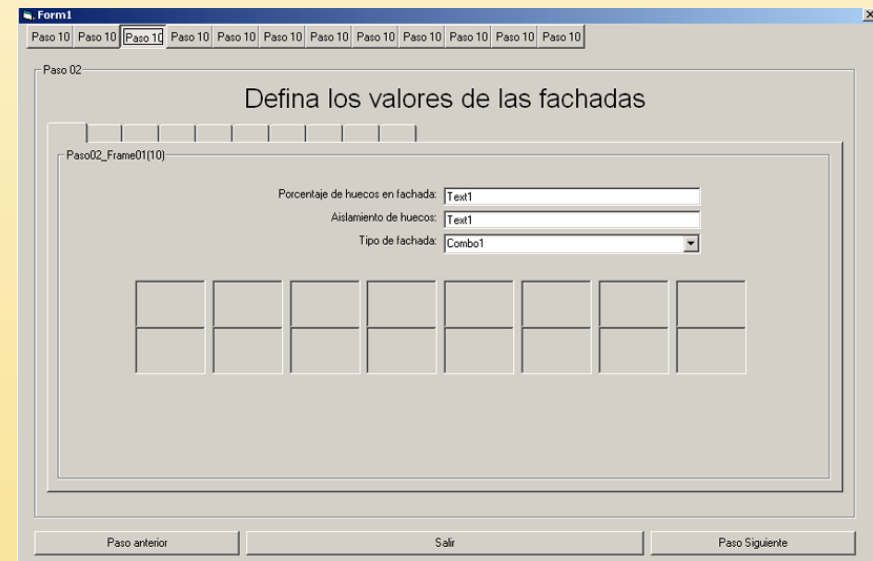 Form1
Paso 10 Paso 10 Paso 10 Paso 10 Paso 10 Paso 10 Paso 10 Paso 10 Paso 10 Paso 10 Paso 10 Paso 10
Paso 02
Defina los valores de las fachadas
Paso02_Frame01(10)
Porcentaje de huecos en fachada: Text1
Aislamiento de huecos: Text1
Tipo de fachada: Combo1
Paso anterior Salir Paso Siguiente